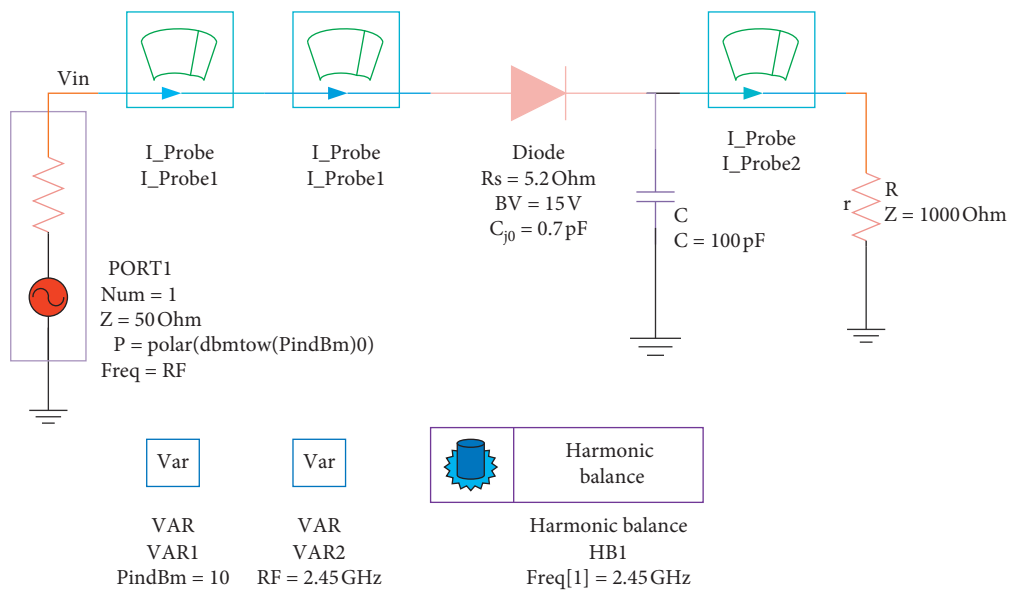 Vin
I_Probe
I_Probe1
I_Probe
I_Probe1
Diode
Rs = 5.2 Ohm
BV = 15 V
Cj0 = 0.7 pF
I_Probe
I_Probe2
C
C = 100 pF
r
R
Z = 1000 Ohm
PORT1
Num = 1
Z = 50 Ohm
P = polar(dbmtow(PindBm)0)
Freq = RF
Var
VAR
VAR1
PindBm = 10
Var
VAR
VAR2
RF = 2.45 GHz
Harmonic
balance
Harmonic balance
HB1
Freq[1] = 2.45 GHz